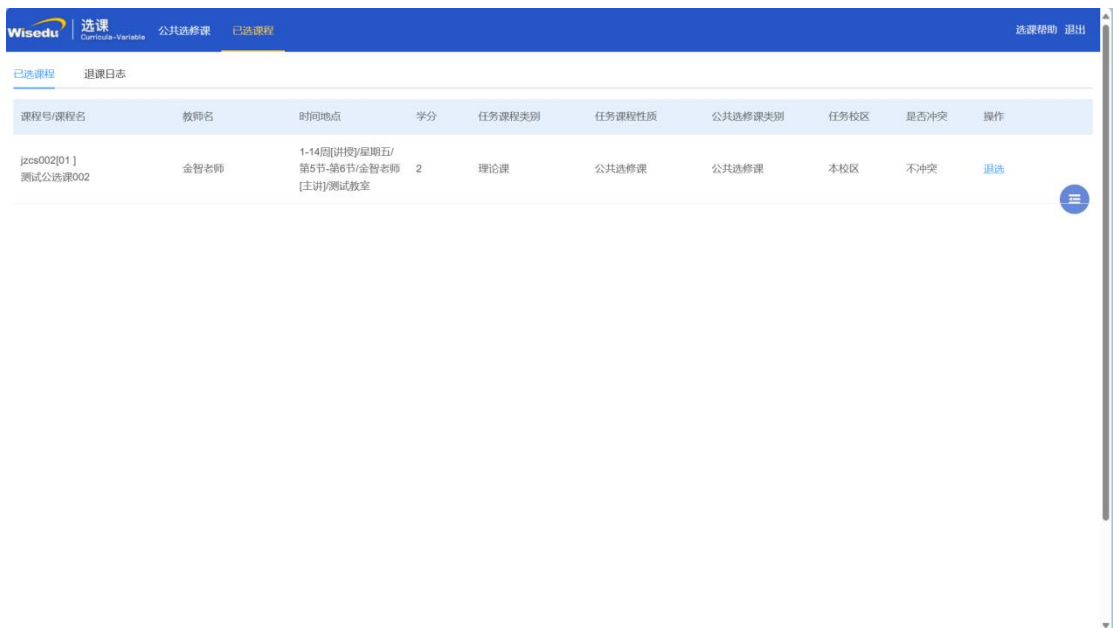 Wisedu 选课 公共选修课 已选课程 选课帮助 退出
Curricula-Variable
已选课程 退课日志
课程号/课程名 教师名 时间地点 学分 任务课程类别 任务课程性质 公共选修课类别 任务校区 是否冲突 操作
jzcs002[01 ]
测试公选课002
金智老师
1-14周[讲授]/星期五/
第5节-第6节/金智老师
[主讲]/测试教室
2 理论课 公共选修课 公共选修课 本校区 不冲突 退选